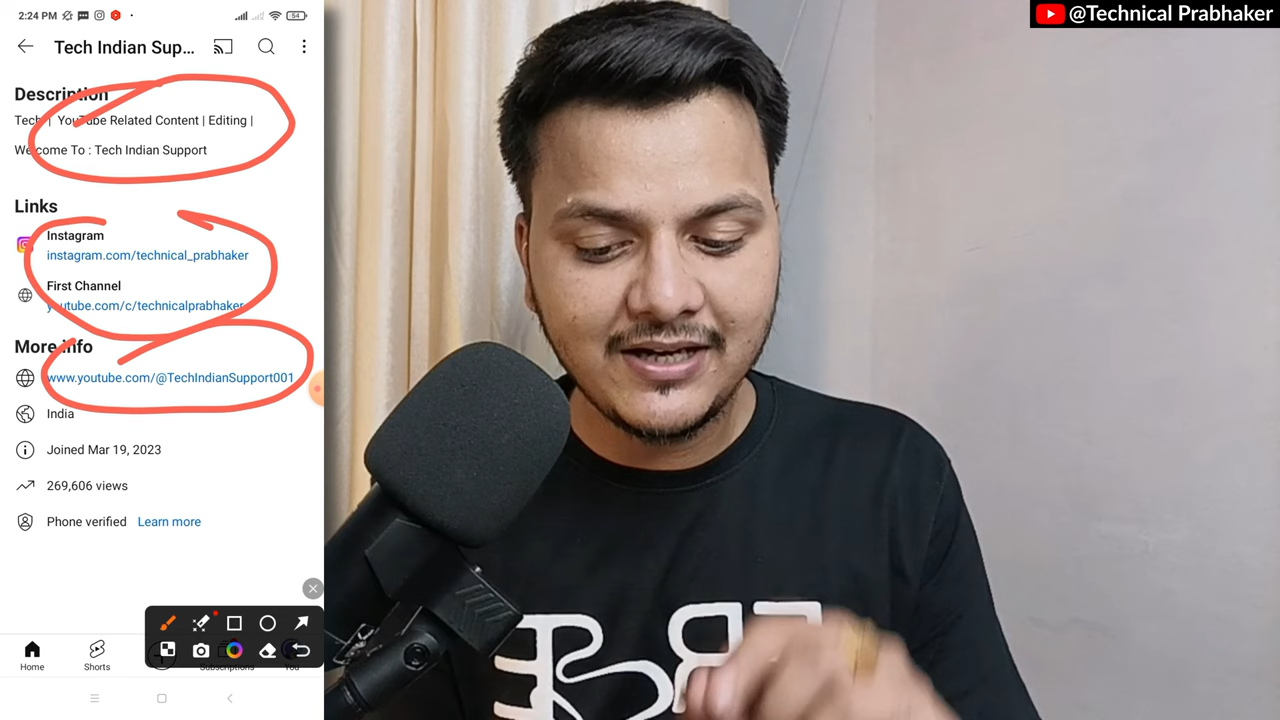 2:24 PM
54
@Technical Prabhaker
Tech Indian Sup...
Description
Tech | YouTube Related Content | Editing |
Welcome To : Tech Indian Support
Links
Instagram
instagram.com/technical_prabhaker
First Channel
youtube.com/c/technicalprabhaker
More info
www.youtube.com/@TechIndianSupport001
India
Joined Mar 19, 2023
269,606 views
Phone verified Learn more
Home
Shorts
Subscriptions
You